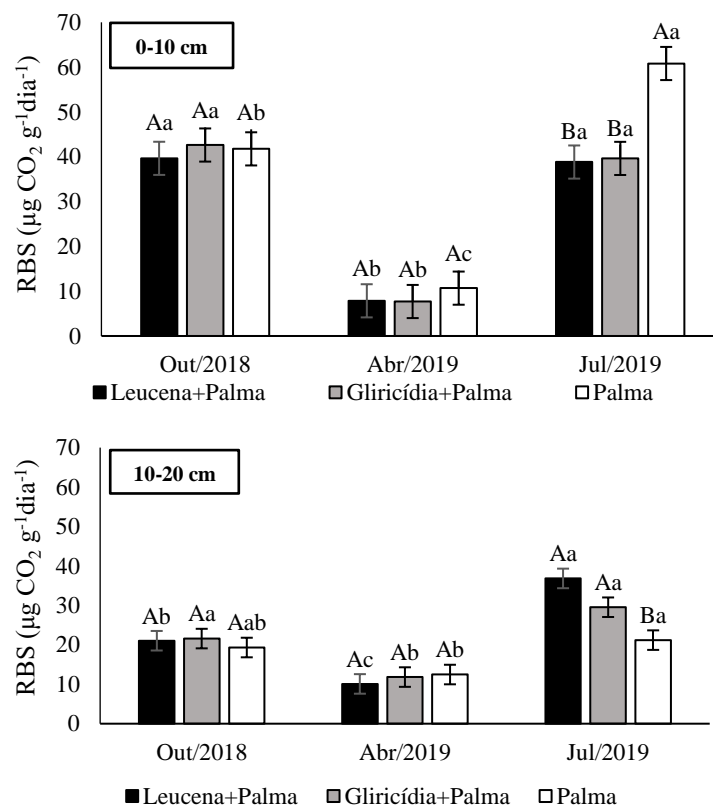 70
0-10 cm
Aa
60
50
Aa
Aa
Ab
Ba
Ba
40
30
20
Ab
Ab
Ac
10
0
RBS (µg CO₂ g⁻¹dia⁻¹)
Out/2018
Abr/2019
Jul/2019
Leucena+Palma
Gliricídia+Palma
Palma
70
10-20 cm
60
50
Aa
40
Aa
30
Ab
Aa
Aab
Ba
20
Ac
Ab
Ab
10
0
RBS (µg CO₂ g⁻¹dia⁻¹)
Out/2018
Abr/2019
Jul/2019
Leucena+Palma
Gliricídia+Palma
Palma